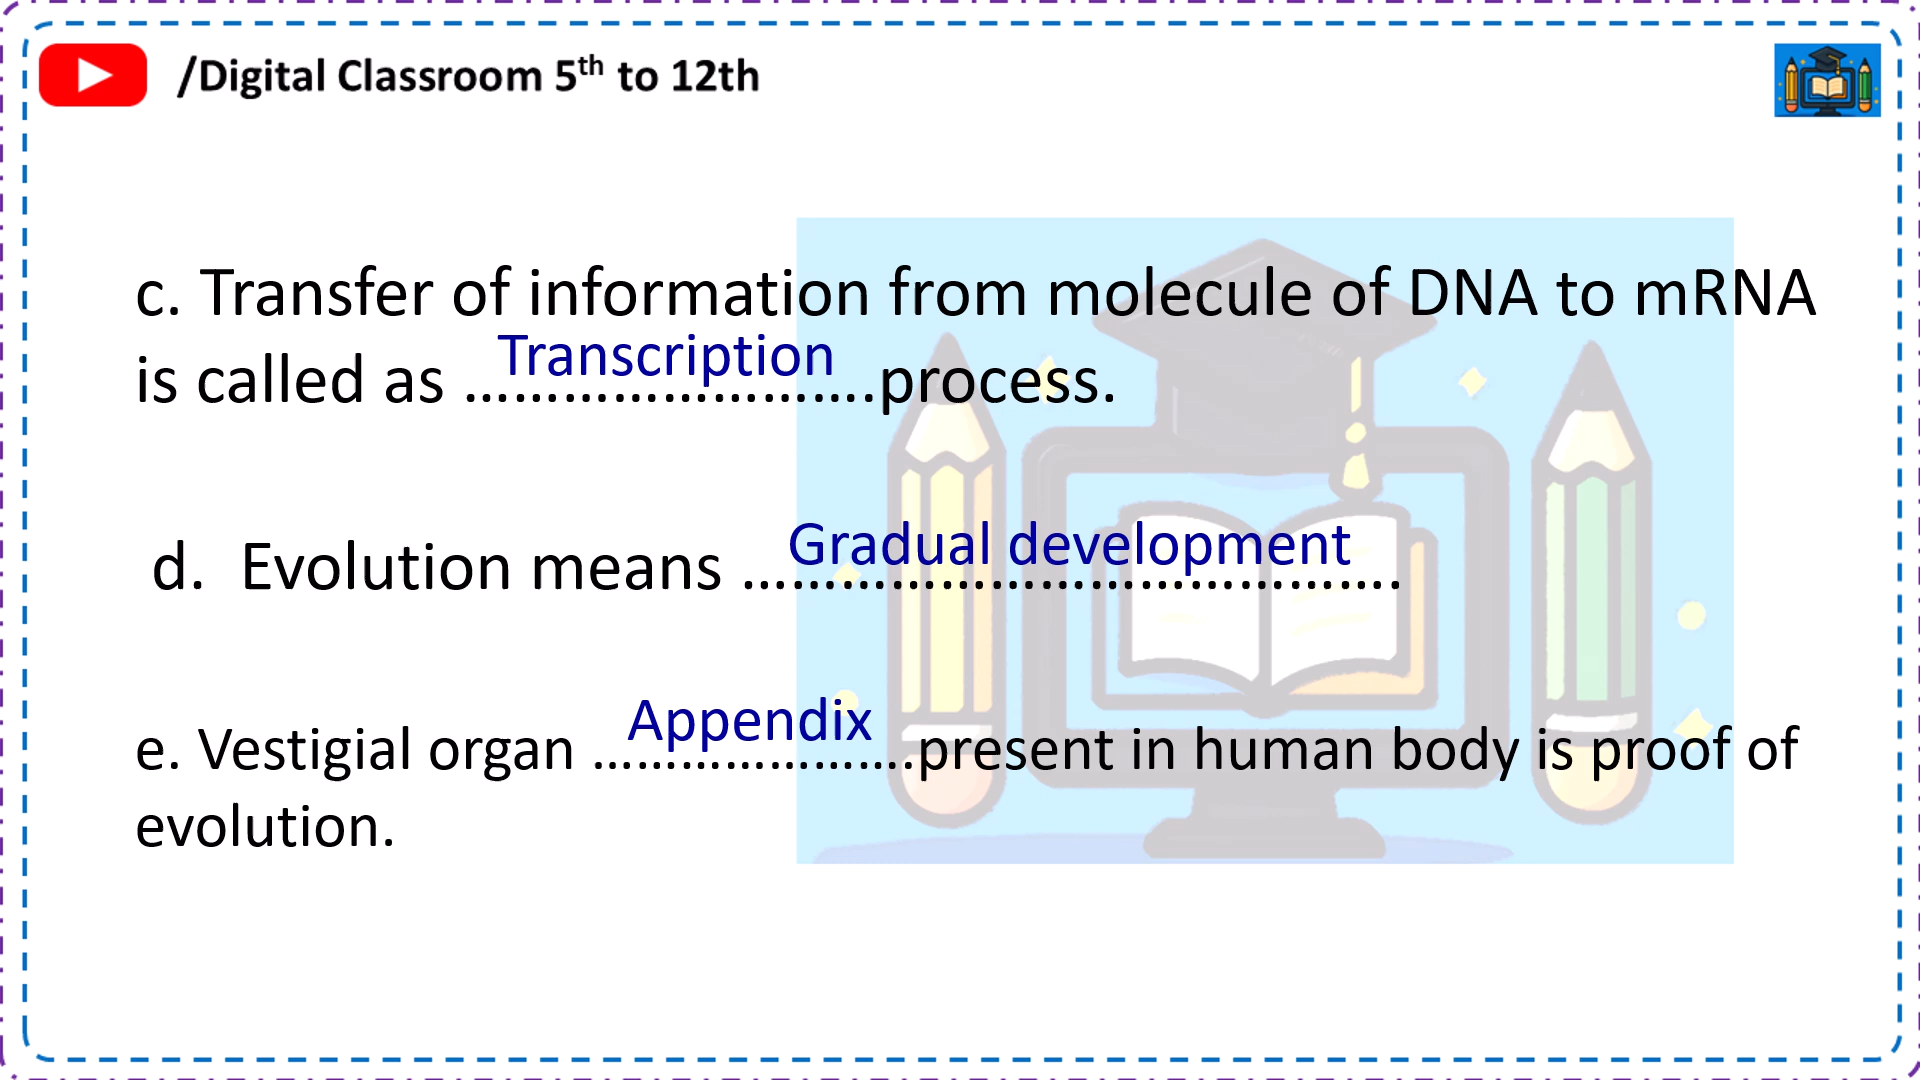 /Digital Classroom 5th to 12th
c. Transfer of information from molecule of DNA to mRNA
is called as ……Transcription……process.
d. Evolution means ……Gradual development……
e. Vestigial organ ……Appendix……present in human body is proof of
evolution.